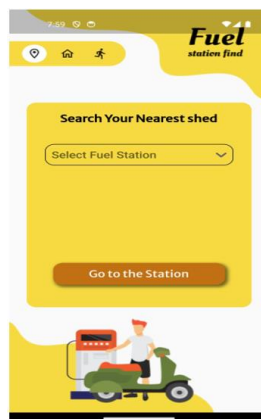 7:59
Fuel
station find
Search Your Nearest shed
Select Fuel Station
Go to the Station